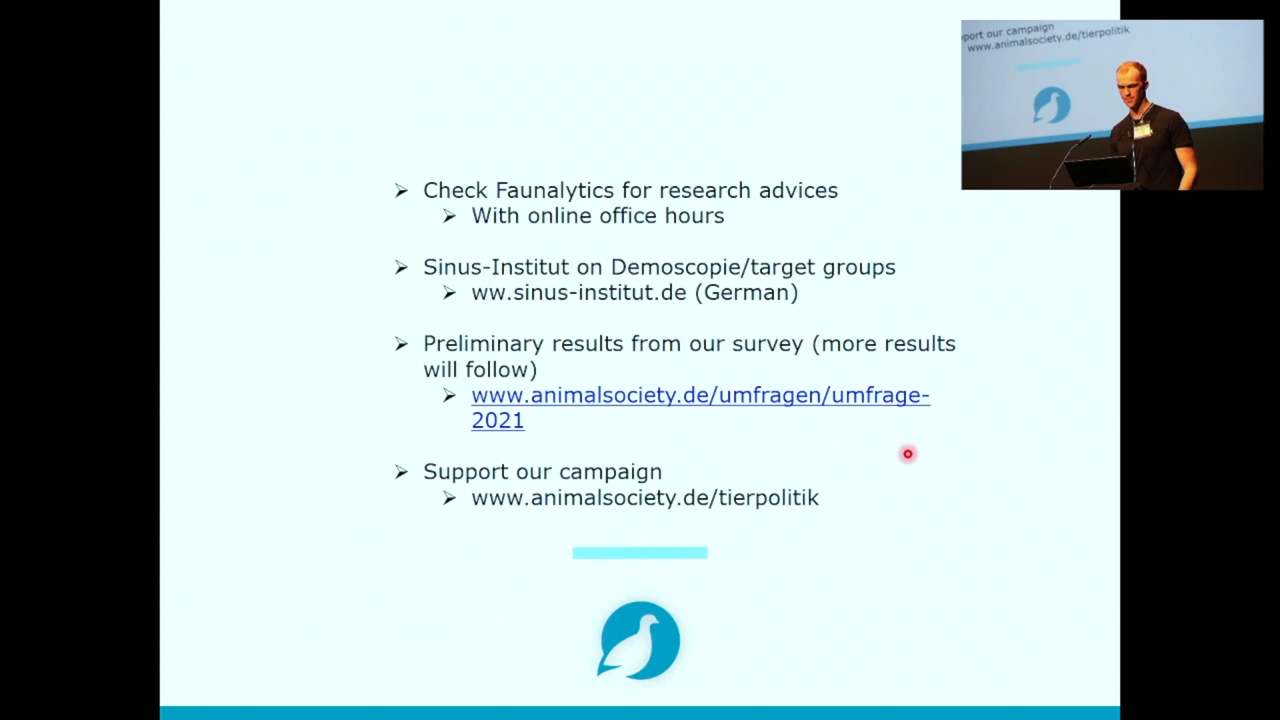 port our campaign
www.animalsociety.de/tierpolitik
➢ Check Faunalytics for research advices
➢ With online office hours
➢ Sinus-Institut on Demoscopie/target groups
➢ ww.sinus-institut.de (German)
➢ Preliminary results from our survey (more results
will follow)
➢ www.animalsociety.de/umfragen/umfrage-
2021
➢ Support our campaign
➢ www.animalsociety.de/tierpolitik